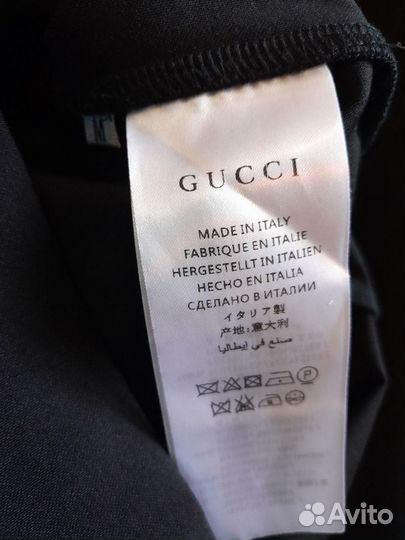 GUCCI
MADE IN ITALY
FABRIQUE EN ITALIE
HERGESTELLT IN ITALIEN
HECHO EN ITALIA
СДЕЛАНО В ИТАЛИИ
イタリア製
产地:意大利
صنع في إيطاليا
Avito